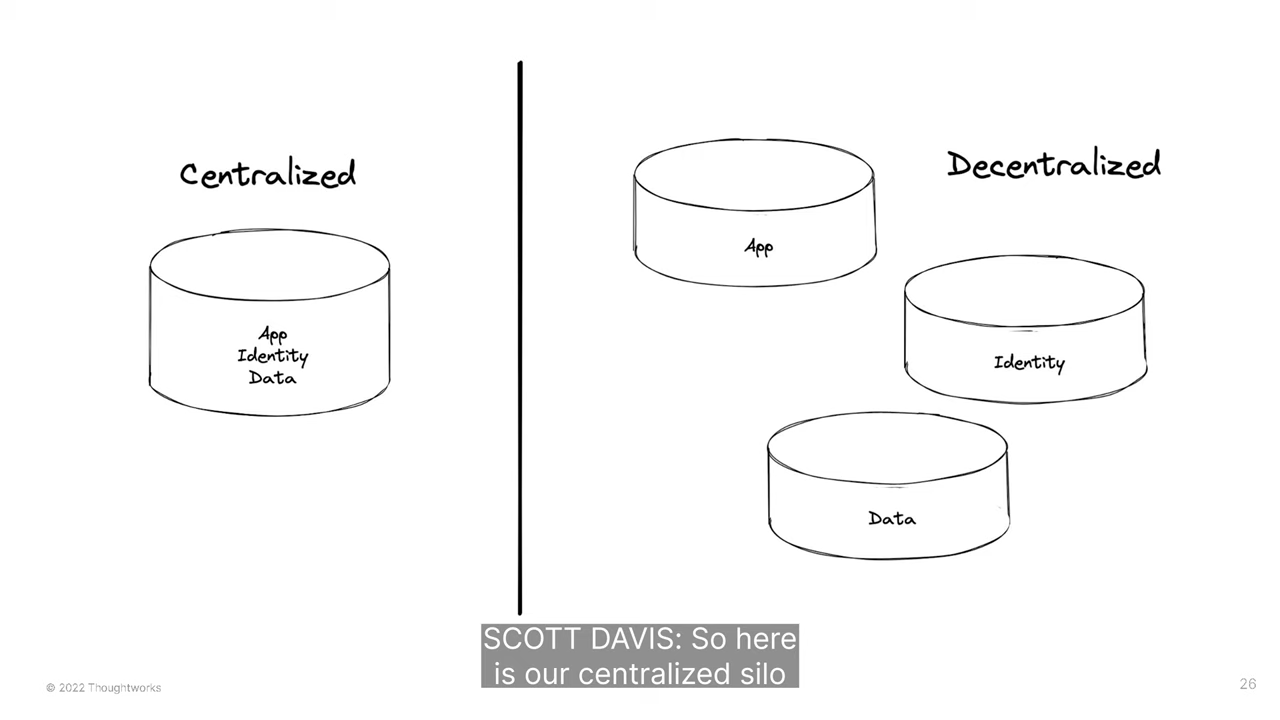 Centralized
App
Identity
Data
Decentralized
App
Identity
Data
SCOTT DAVIS: So here
is our centralized silo
© 2022 Thoughtworks
26